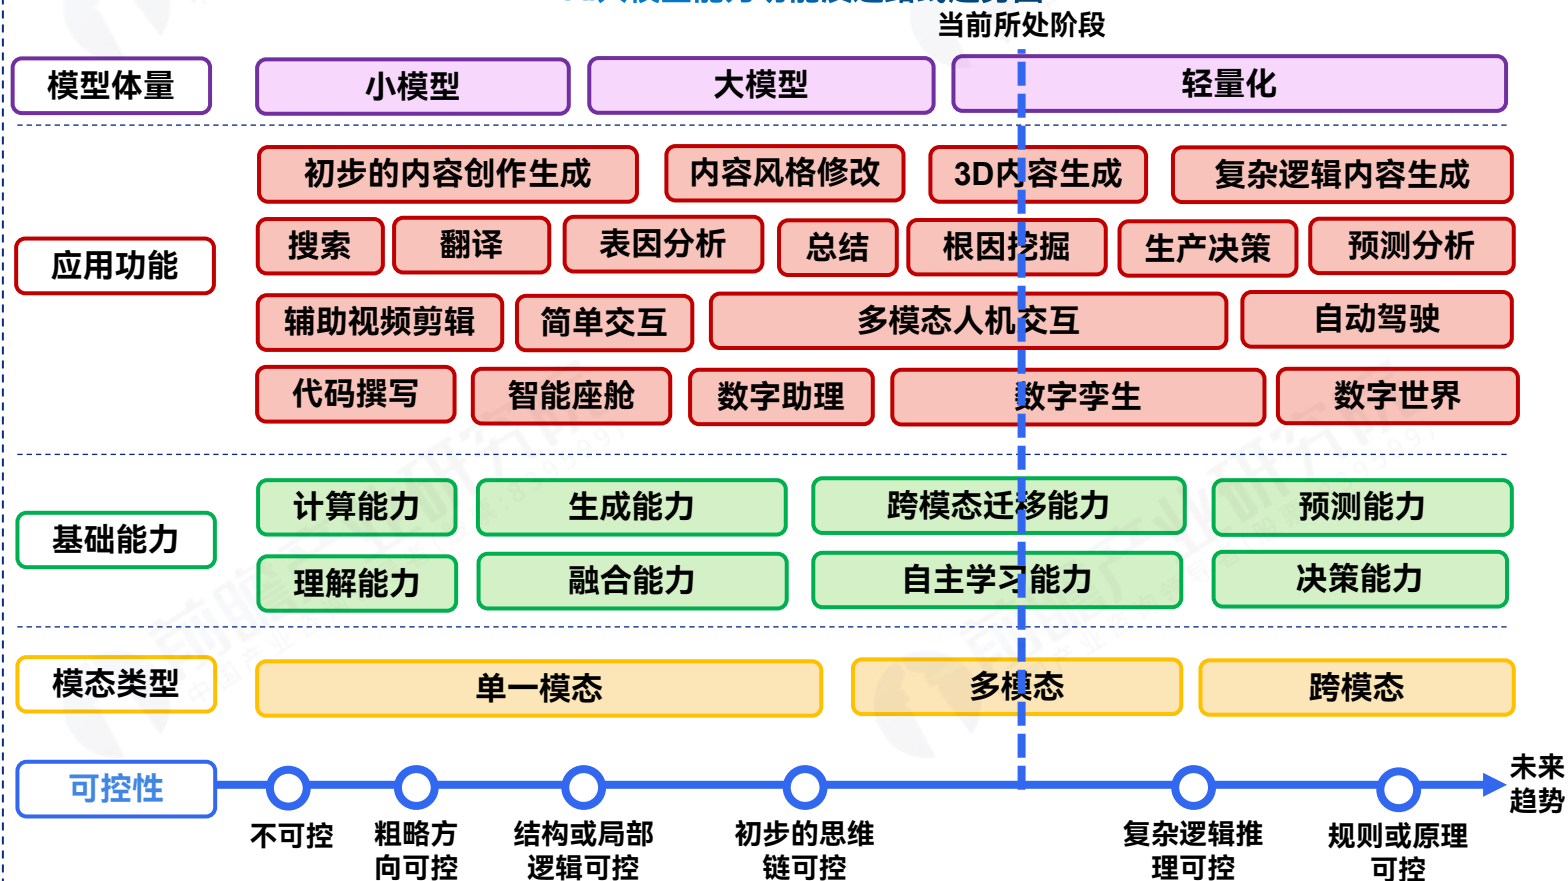 当前所处阶段
模型体量
小模型
大模型
轻量化
初步的内容创作生成
内容风格修改
3D内容生成
复杂逻辑内容生成
应用功能
搜索
翻译
表因分析
总结
根因挖掘
生产决策
预测分析
辅助视频剪辑
简单交互
多模态人机交互
自动驾驶
代码撰写
智能座舱
数字助理
数字孪生
数字世界
基础能力
计算能力
生成能力
跨模态迁移能力
预测能力
理解能力
融合能力
自主学习能力
决策能力
模态类型
单一模态
多模态
跨模态
可控性
未来
趋势
不可控
粗略方
向可控
结构或局部
逻辑可控
初步的思维
链可控
复杂逻辑推
理可控
规则或原理
可控